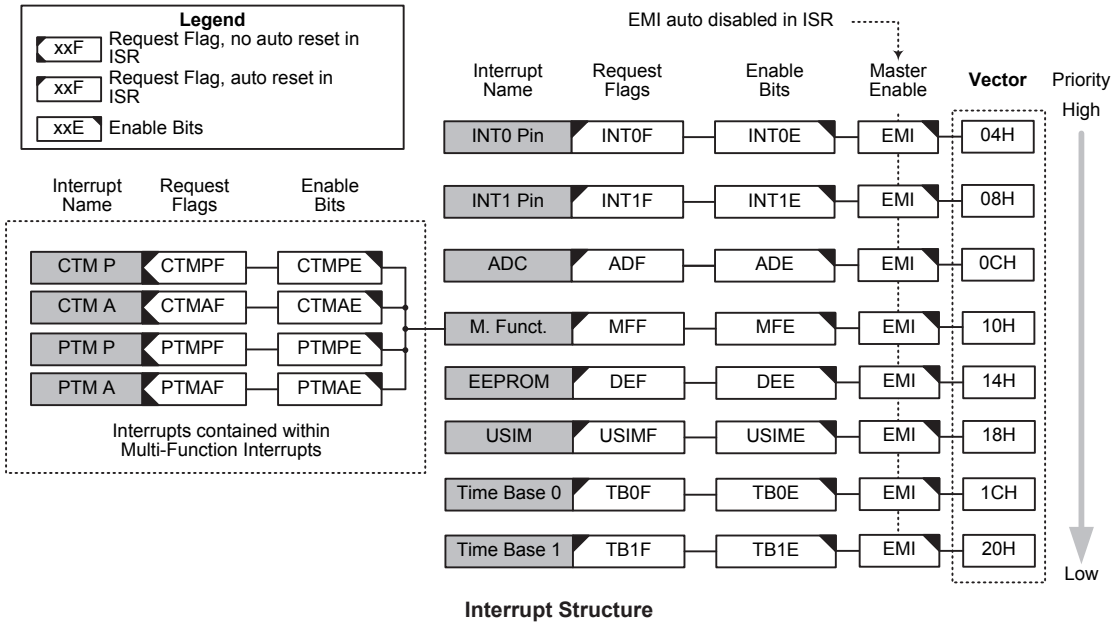 Legend
xxF Request Flag, no auto reset in
ISR
xxF Request Flag, auto reset in
ISR
xxE Enable Bits
EMI auto disabled in ISR
Interrupt Name Request Flags Enable Bits Master Enable Vector Priority
High
INT0 Pin INT0F INT0E EMI 04H
INT1 Pin INT1F INT1E EMI 08H
ADC ADF ADE EMI 0CH
M. Funct. MFF MFE EMI 10H
EEPROM DEF DEE EMI 14H
USIM USIMF USIME EMI 18H
Time Base 0 TB0F TB0E EMI 1CH
Time Base 1 TB1F TB1E EMI 20H
Low
Interrupt Name Request Flags Enable Bits
CTM P CTMPF CTMPE
CTM A CTMAF CTMAE
PTM P PTMPF PTMPE
PTM A PTMAF PTMAE
Interrupts contained within
Multi-Function Interrupts
Interrupt Structure